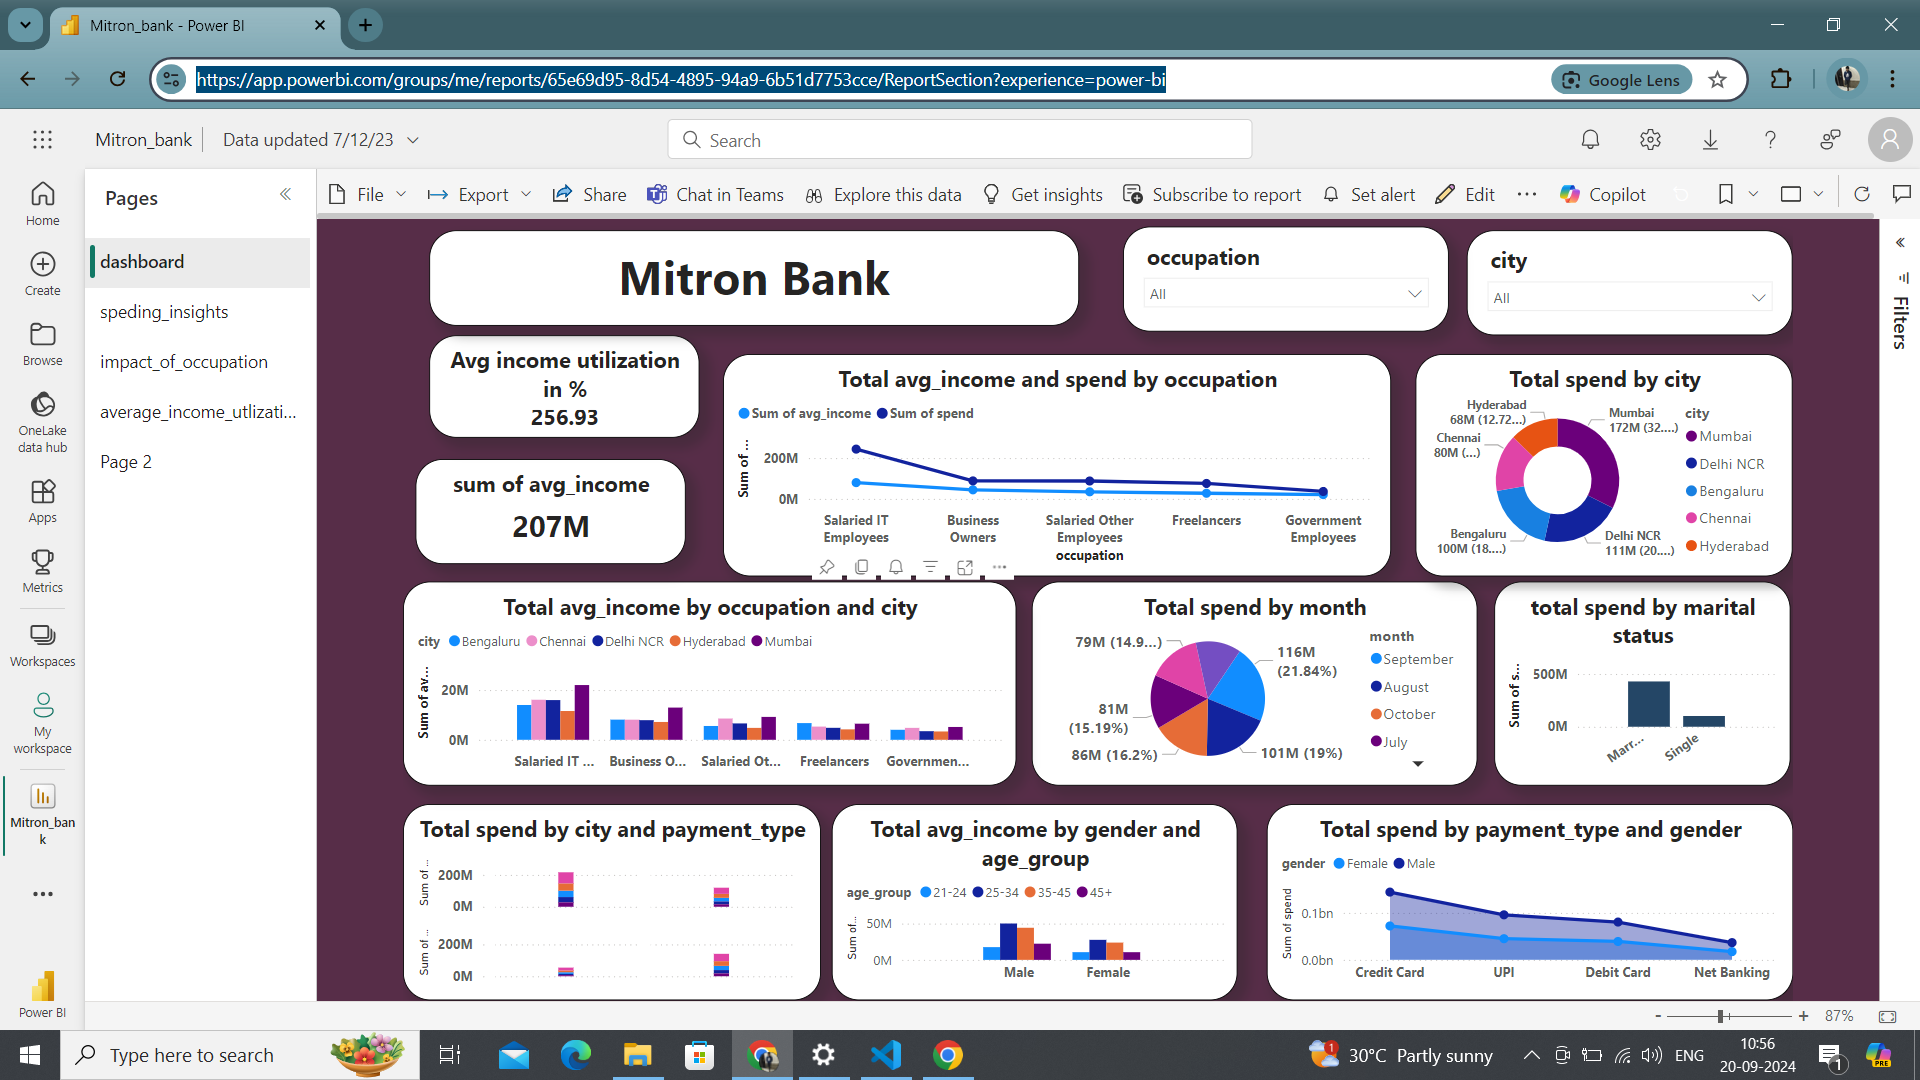 Mitron_bank - Power BI
https://app.powerbi.com/groups/me/reports/65e69d95-8d54-4895-94a9-6b51d7753cce/ReportSection?experience=power-bi
Google Lens
Mitron_bank
Data updated 7/12/23
Search
Home
Create
Browse
OneLake
data hub
Apps
Metrics
Workspaces
My
workspace
Mitron_ban
k
Power BI
Pages
dashboard
speding_insights
impact_of_occupation
average_income_utlizati...
Page 2
File
Export
Share
Chat in Teams
Explore this data
Get insights
Subscribe to report
Set alert
Edit
Copilot
Filters
Mitron Bank
occupation
All
city
All
Avg income utilization
in %
256.93
sum of avg_income
207M
Total avg_income and spend by occupation
Sum of avg_income Sum of spend
Sum of ...
200M
0M
Salaried IT
Employees
Business
Owners
Salaried Other
Employees
Freelancers
Government
Employees
occupation
Total spend by city
Hyderabad
68M (12.72...)
Chennai
80M (...)
Bengaluru
100M (18....)
Mumbai
172M (32....)
Delhi NCR
111M (20....)
city
Mumbai
Delhi NCR
Bengaluru
Chennai
Hyderabad
Total avg_income by occupation and city
city Bengaluru Chennai Delhi NCR Hyderabad Mumbai
Sum of av...
20M
0M
Salaried IT ...
Business O...
Salaried Ot...
Freelancers
Governmen...
Total spend by month
79M (14.9...)
81M
(15.19%)
86M (16.2%)
116M
(21.84%)
101M (19%)
month
September
August
October
July
total spend by marital
status
Sum of s...
500M
0M
Marr...
Single
Total spend by city and payment_type
Sum of ...
200M
0M
Sum of ...
200M
0M
Total avg_income by gender and
age_group
age_group 21-24 25-34 35-45 45+
Sum of...
50M
0M
Male
Female
Total spend by payment_type and gender
gender Female Male
Sum of spend
0.1bn
0.0bn
Credit Card
UPI
Debit Card
Net Banking
- + 87%
Type here to search
1
30°C Partly sunny
ENG
10:56
20-09-2024
1
PRE